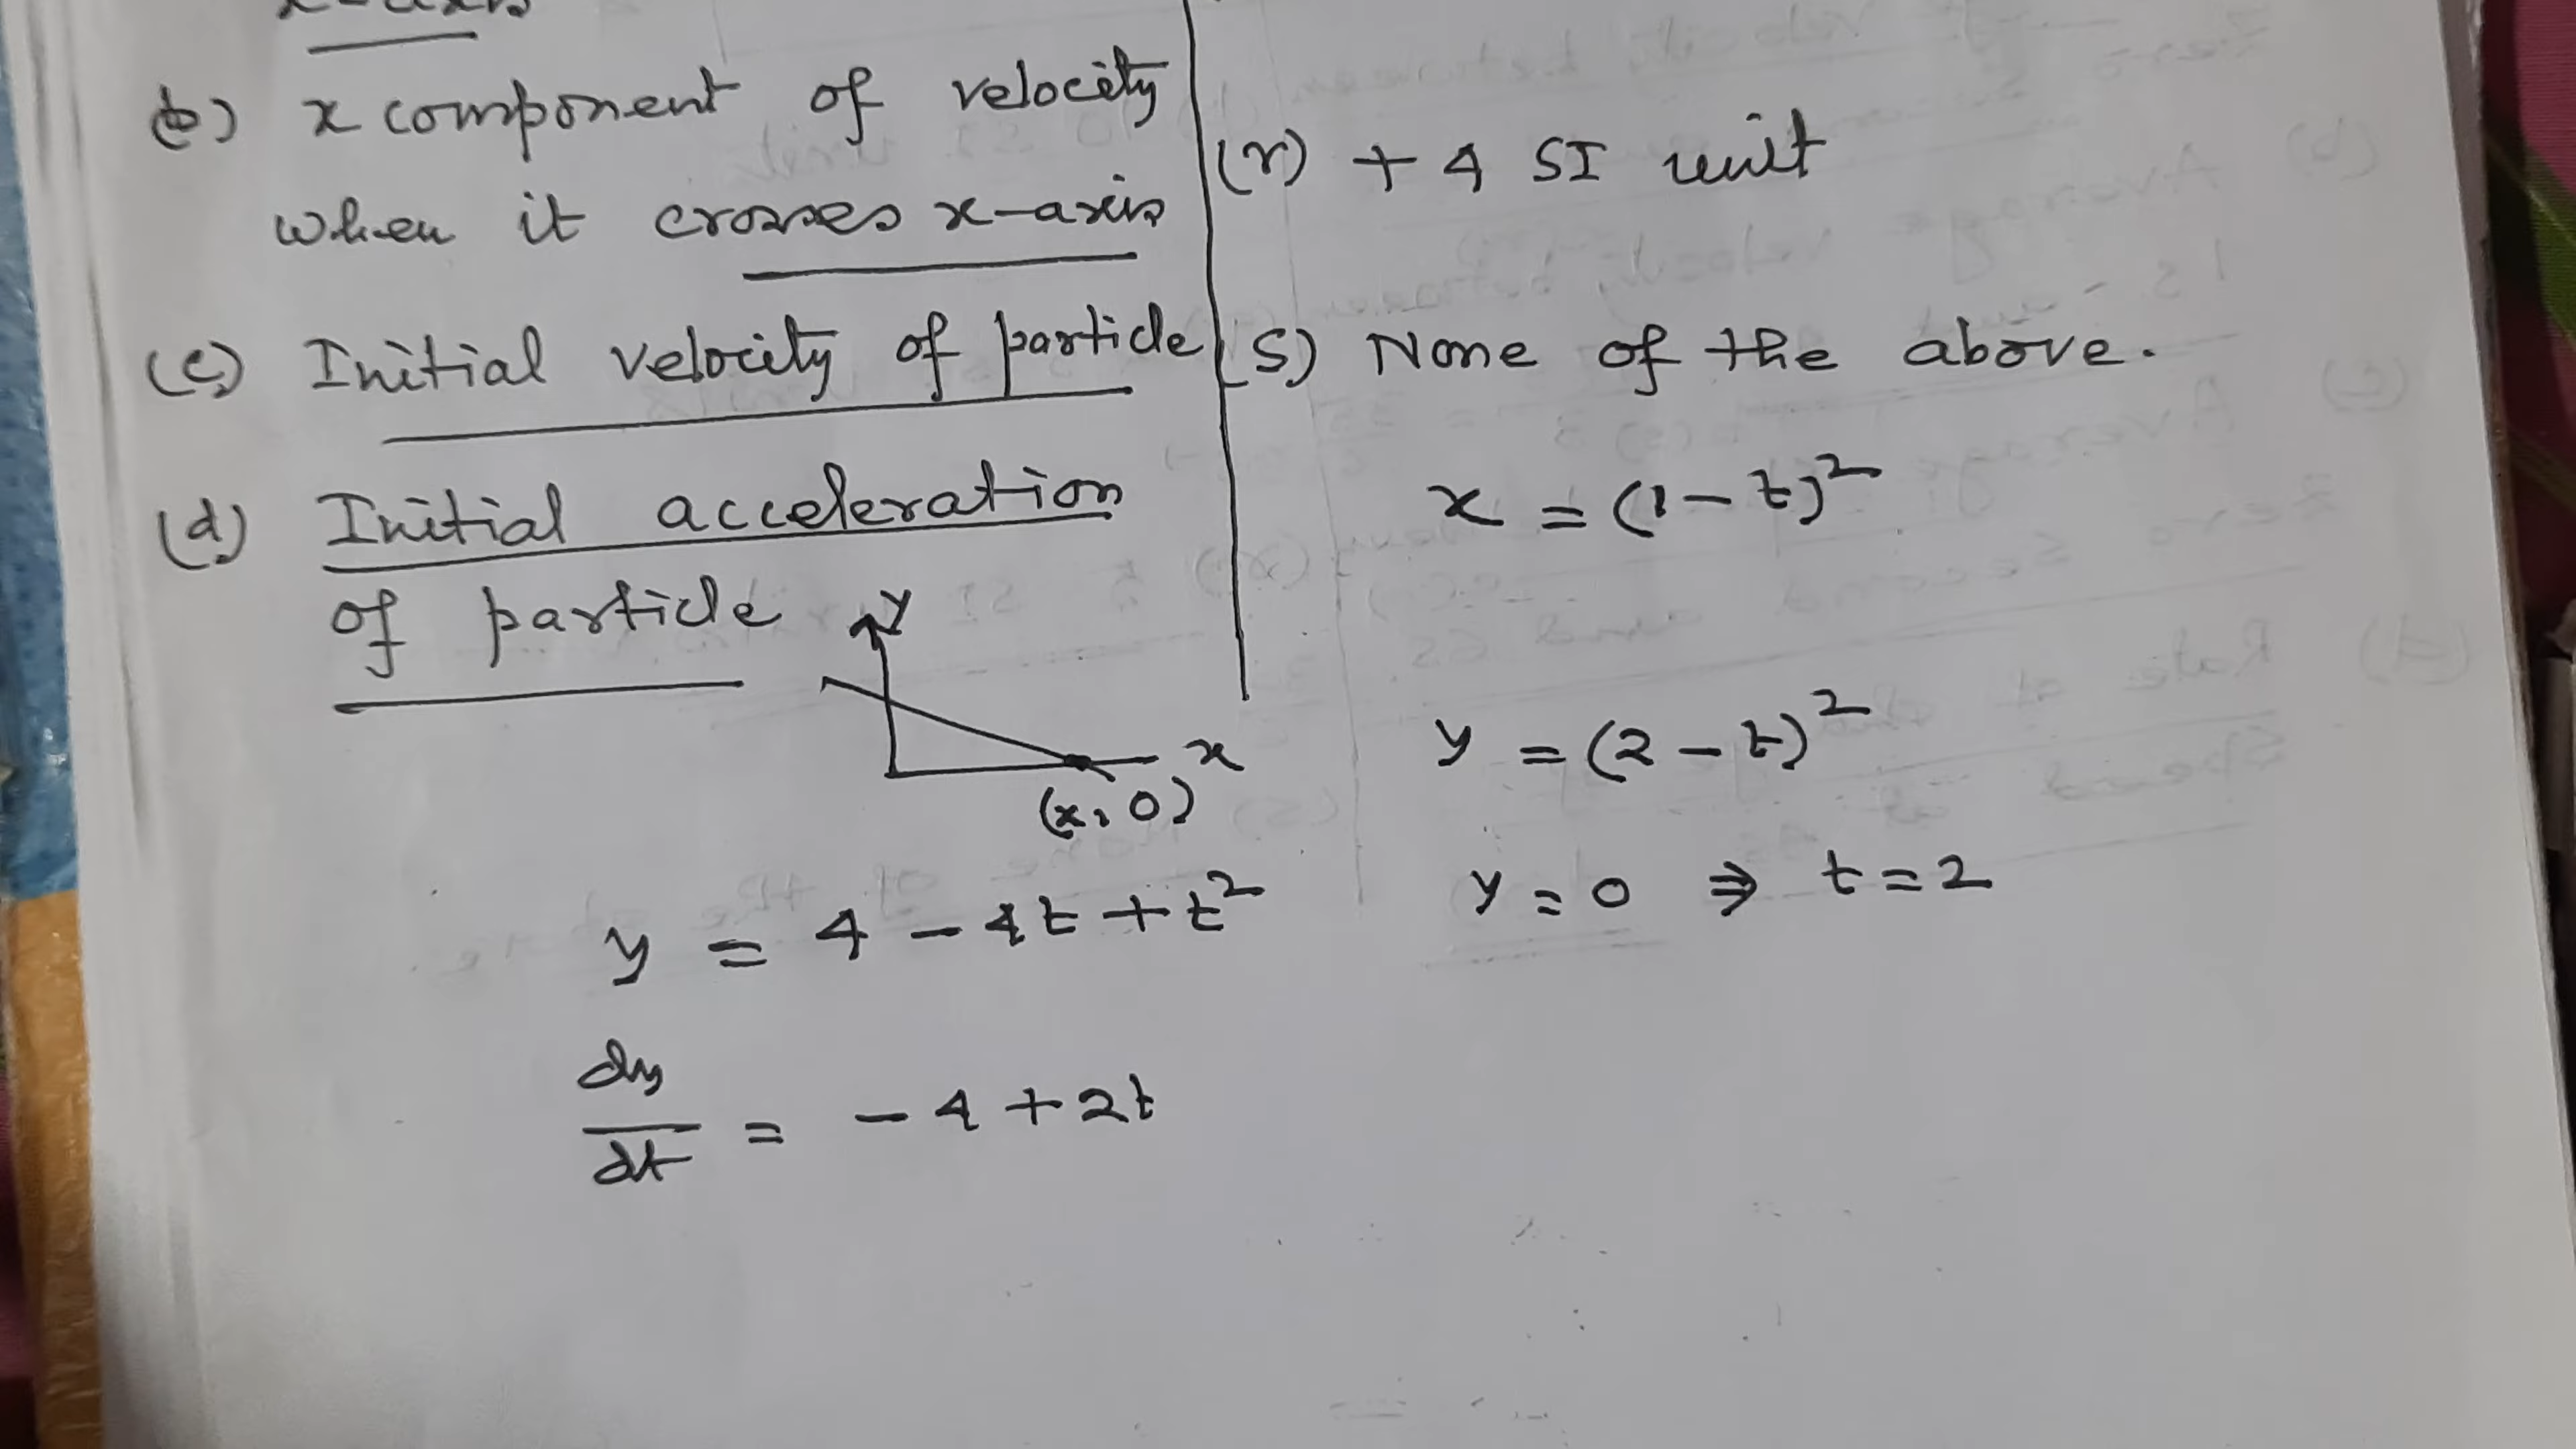 x-axis
(b) x component of velocity
when it crosses x-axis
(r) + 4 SI unit
(c) Initial velocity of particle
(S) None of the above.
(d) Initial acceleration
of particle
x = (1 - t)²
y
x
(x, 0)
y = (2 - t)²
y = 0 ⇒ t = 2
y = 4 - 4t + t²
dy
dt
= - 4 + 2t